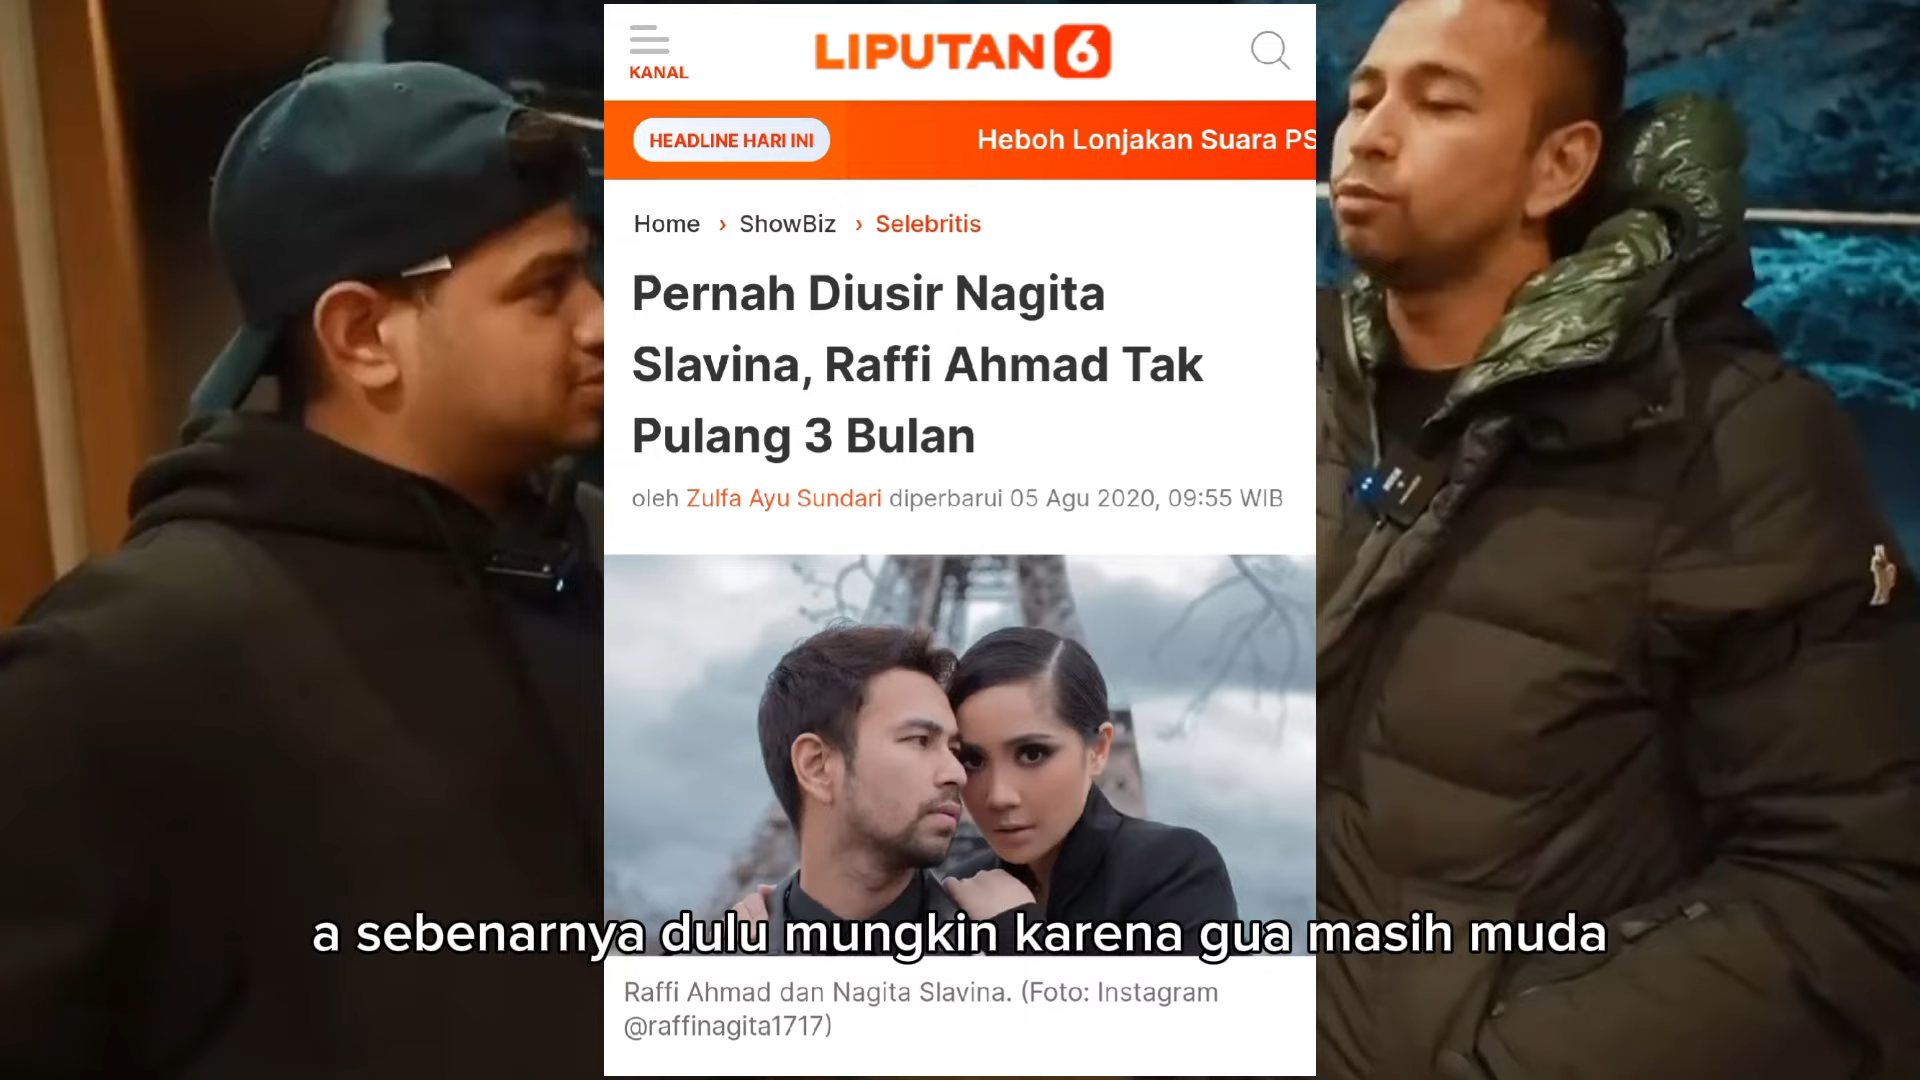 KANAL
LIPUTAN 6
HEADLINE HARI INI
Heboh Lonjakan Suara PS
Home › ShowBiz › Selebritis
Pernah Diusir Nagita
Slavina, Raffi Ahmad Tak
Pulang 3 Bulan
oleh Zulfa Ayu Sundari diperbarui 05 Agu 2020, 09:55 WIB
a sebenarnya dulu mungkin karena gua masih muda
Raffi Ahmad dan Nagita Slavina. (Foto: Instagram
@raffinagita1717)